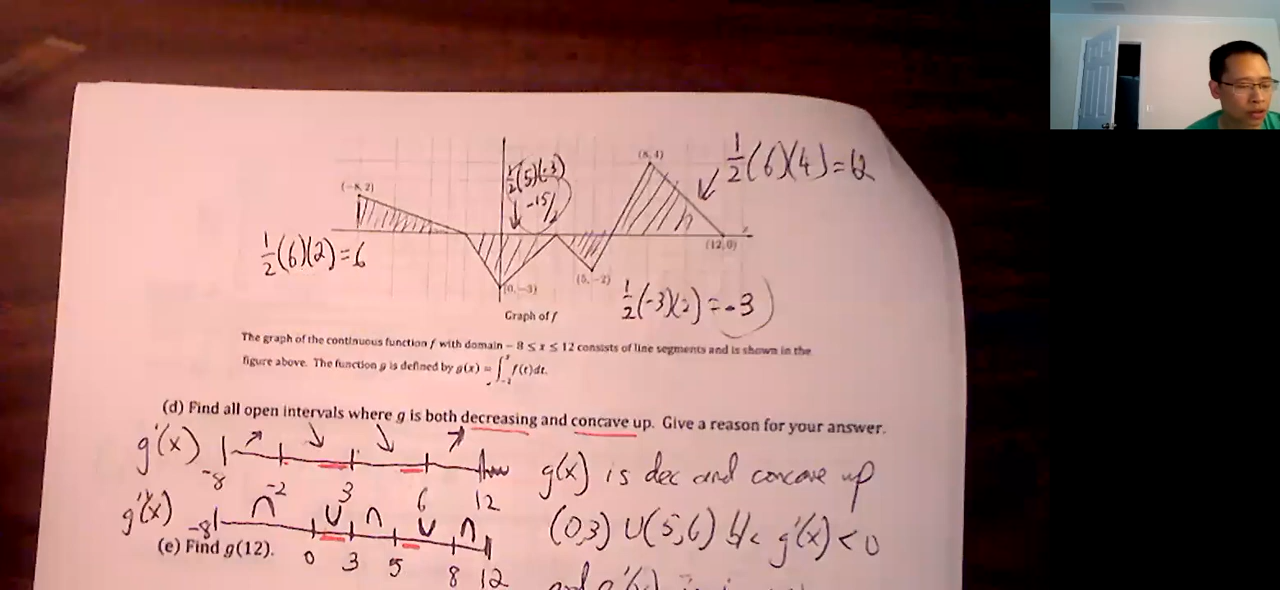 1/2(6)(4)=12
(8, 4)
1/2(5)(-3)
-15/2
(-8, 2)
x
(12, 0)
1/2(6)(2)=6
(0, -3)
(5, -2)
1/2(-3)(2)=-3
Graph of f
The graph of the continuous function f with domain - 8 ≤ x ≤ 12 consists of line segments and is shown in the
figure above. The function g is defined by g(x) = ∫_{-2}^{x} f(t)dt.
(d) Find all open intervals where g is both decreasing and concave up. Give a reason for your answer.
g'(x)
-8 -2 3 6 12
g(x) is dec and concave up
g''(x)
-8 0 3 5 8 12
(0,3) ∪ (5,6) b/c g'(x) < 0
(e) Find g(12).
and g'(x)